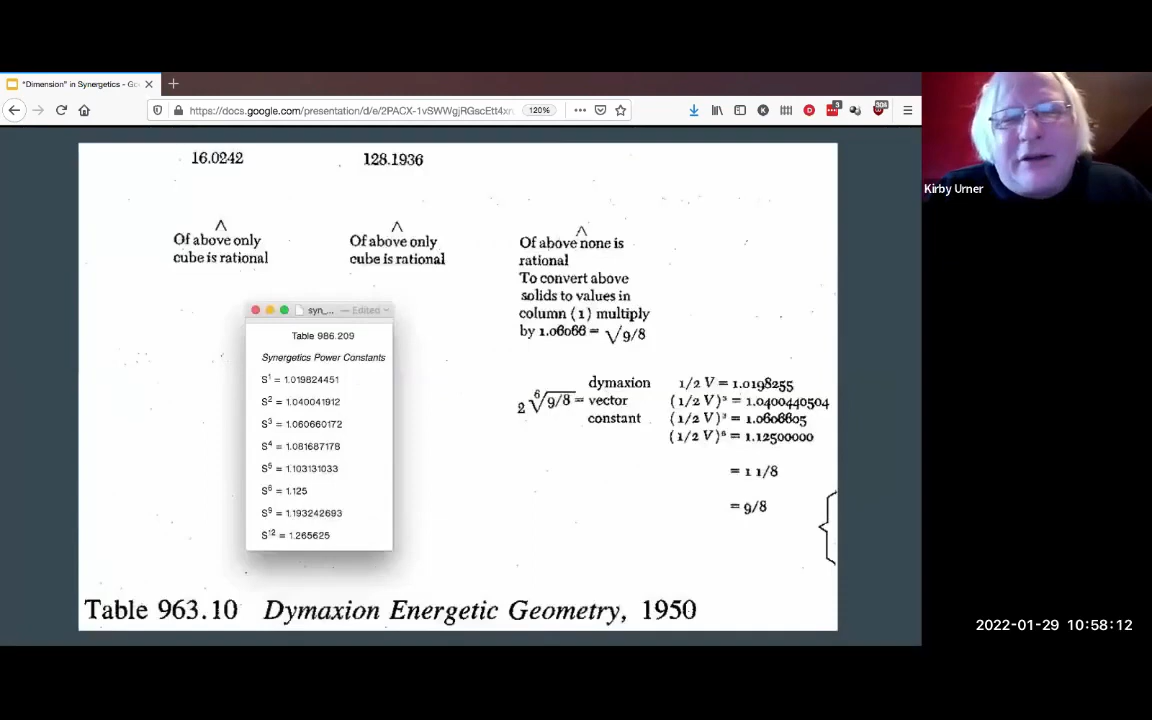 "Dimension" in Synergetics - Go
https://docs.google.com/presentation/d/e/2PACX-1vSWWgjRGscEtt4xr
120%
16.0242 128.1936
Of above only
cube is rational
Of above only
cube is rational
Of above none is
rational
To convert above
solids to values in
column (1) multiply
by 1.06066 = √9/8
syn_... — Edited
Table 986.209
Synergetics Power Constants
S¹ = 1.019824451
S² = 1.040041912
S³ = 1.060660172
S⁴ = 1.081687178
S⁵ = 1.103131033
S⁶ = 1.125
S⁹ = 1.193242693
S¹² = 1.265625
2 ⁶√9/8 = dymaxion
vector
constant
1/2 V = 1.0198255
(1/2 V)² = 1.0400440504
(1/2 V)³ = 1.0606605
(1/2 V)⁶ = 1.12500000
= 1 1/8
= 9/8
Table 963.10 Dymaxion Energetic Geometry, 1950
Kirby Urner
2022-01-29 10:58:12